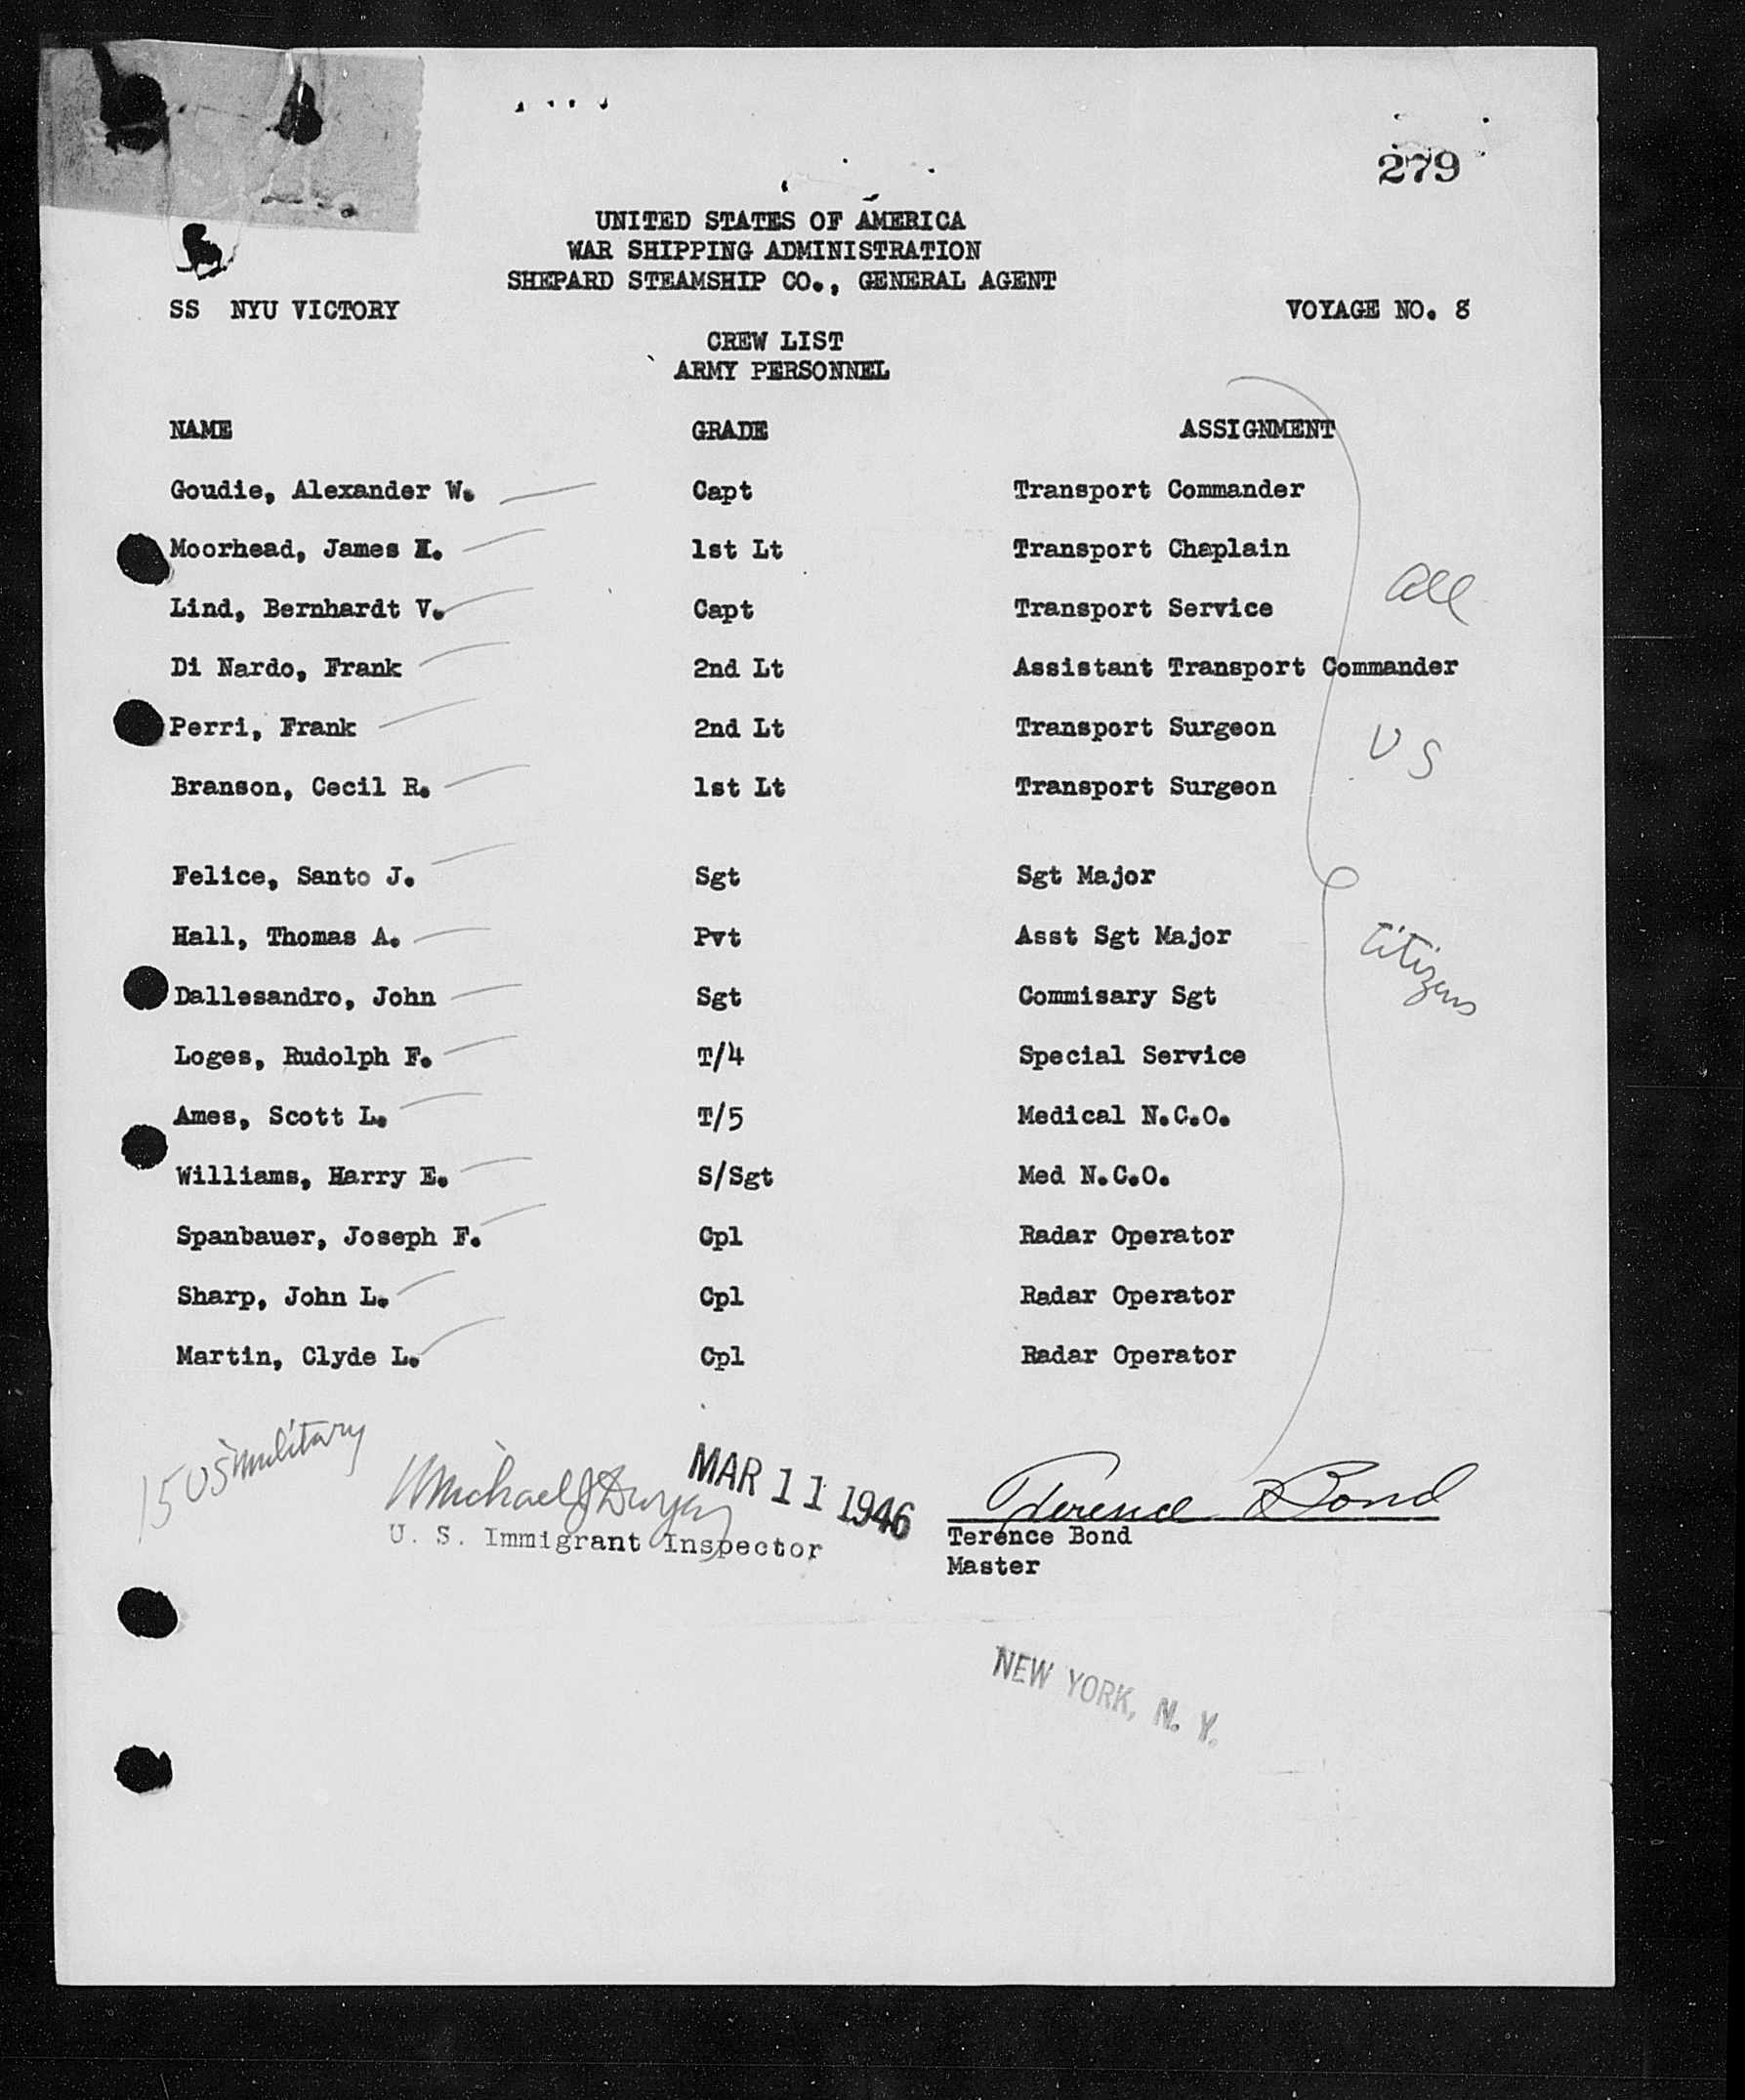 279
UNITED STATES OF AMERICA
WAR SHIPPING ADMINISTRATION
SHEPARD STEAMSHIP CO., GENERAL AGENT
SS NYU VICTORY VOYAGE NO. 8
CREW LIST
ARMY PERSONNEL
NAME GRADE ASSIGNMENT
Goudie, Alexander W. Capt Transport Commander
Moorhead, James Capt 1st Lt Transport Chaplain
Lind, Bernhardt V. Capt Transport Service
all
Di Nardo, Frank 2nd Lt Assistant Transport Commander
Perri, Frank 2nd Lt Transport Surgeon
US
Branson, Cecil R. 1st Lt Transport Surgeon
Felice, Santo J. Sgt Sgt Major
Hall, Thomas A. Pvt Asst Sgt Major
citizens
Dallesandro, John Sgt Commisary Sgt
Loges, Rudolph F. T/4 Special Service
Ames, Scott L. T/5 Medical N.C.O.
Williams, Harry E. S/Sgt Med N.C.O.
Spanbauer, Joseph F. Cpl Radar Operator
Sharp, John L. Cpl Radar Operator
Martin, Clyde L. Cpl Radar Operator
15 US military
MAR 11 1946
Terence Bond
U. S. Immigrant Inspector
Terence Bond
Master
NEW YORK, N. Y.